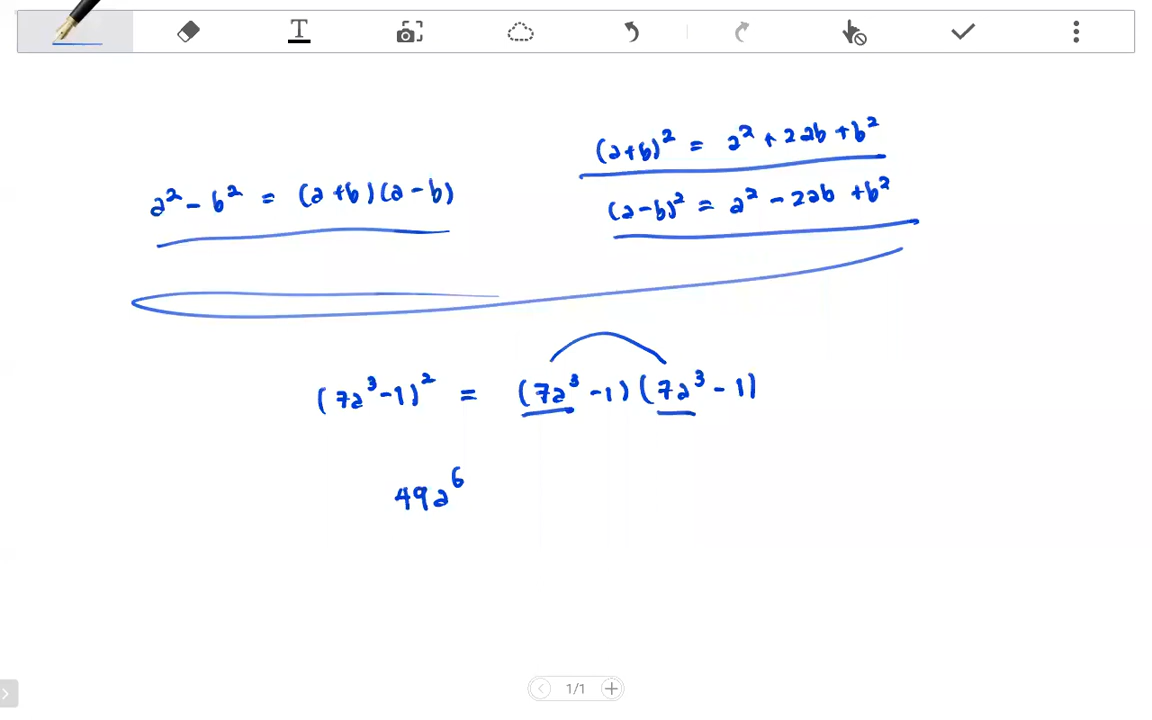 T
(a+b)² = a² + 2ab + b²
a² - b² = (a+b)(a-b)
(a-b)² = a² - 2ab + b²
(7a³-1)² = (7a³-1)(7a³-1)
49a⁶
1/1